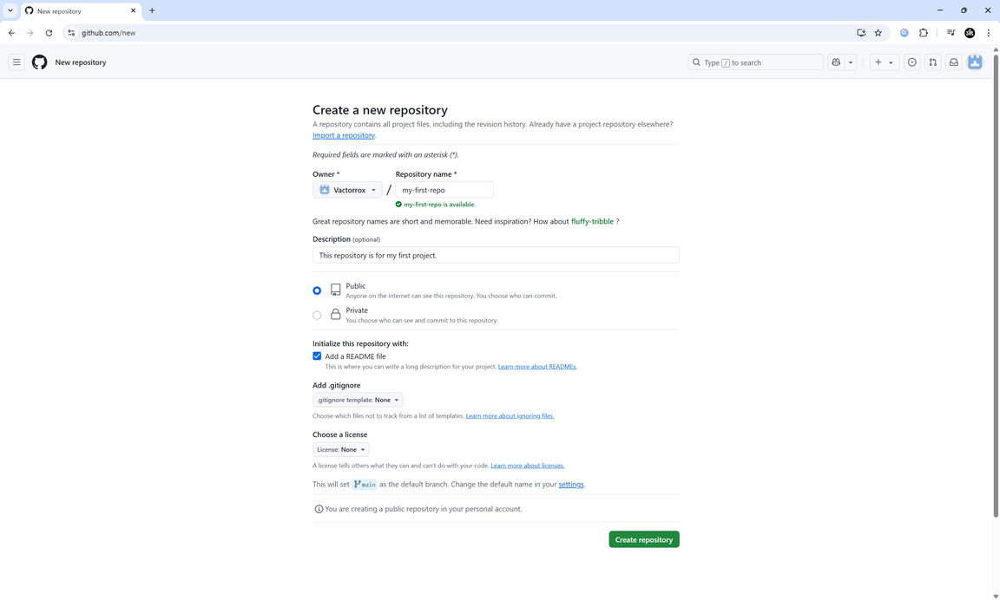 New repository
github.com/new
New repository
Type / to search
Create a new repository
A repository contains all project files, including the revision history. Already have a project repository elsewhere?
Import a repository.
Required fields are marked with an asterisk (*).
Owner * Repository name *
Vactorrox / my-first-repo
my-first-repo is available.
Great repository names are short and memorable. Need inspiration? How about fluffy-tribble ?
Description (optional)
This repository is for my first project.
Public
Anyone on the internet can see this repository. You choose who can commit.
Private
You choose who can see and commit to this repository.
Initialize this repository with:
Add a README file
This is where you can write a long description for your project. Learn more about READMEs.
Add .gitignore
.gitignore template: None
Choose which files not to track from a list of templates. Learn more about ignoring files.
Choose a license
License: None
A license tells others what they can and can't do with your code. Learn more about licenses.
This will set main as the default branch. Change the default name in your settings.
You are creating a public repository in your personal account.
Create repository